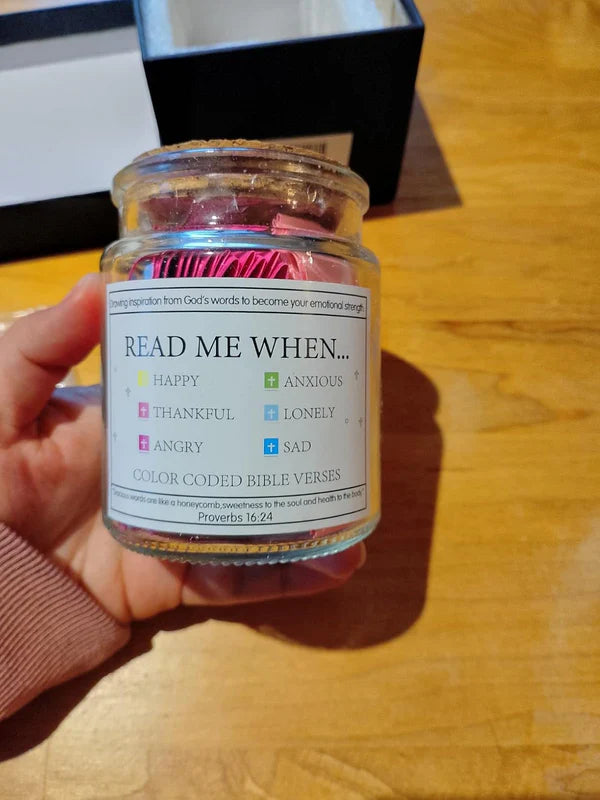 Drawing inspiration from God's words to become your emotional strength
READ ME WHEN...
HAPPY
ANXIOUS
THANKFUL
LONELY
ANGRY
SAD
COLOR CODED BIBLE VERSES
"Gracious words are like a honeycomb,sweetness to the soul and health to the body."
Proverbs 16:24